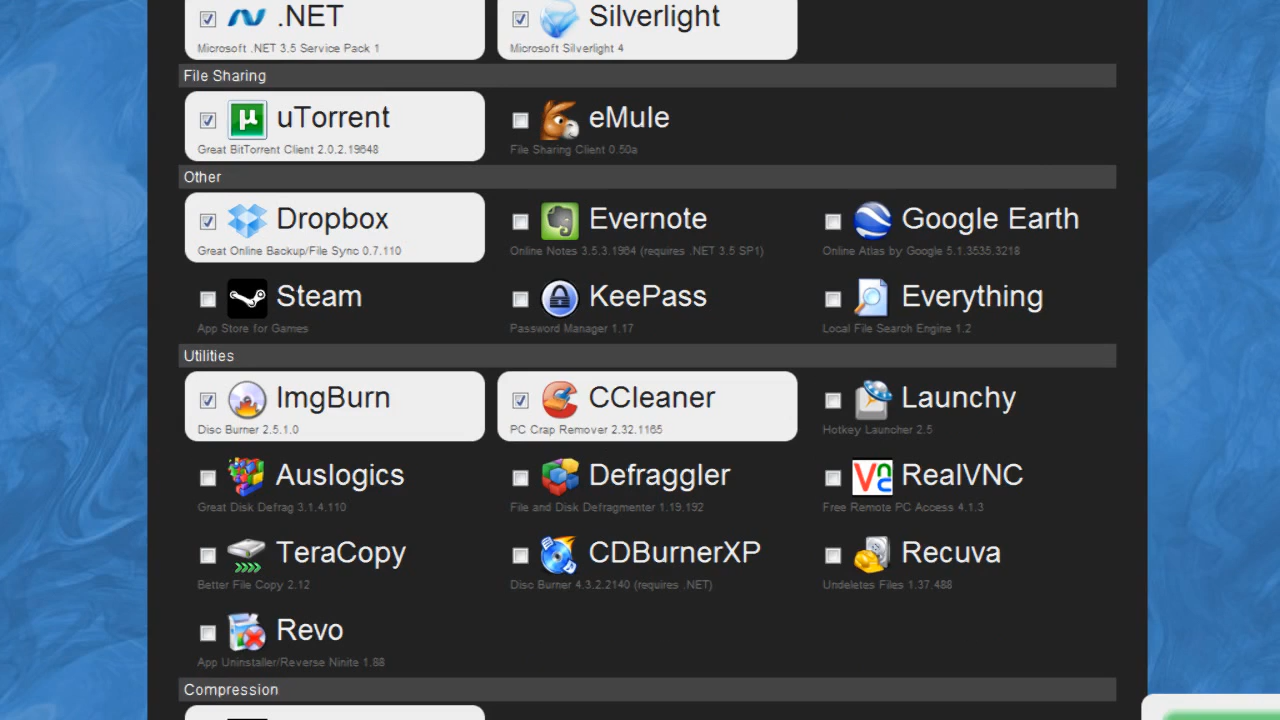 .NET
Microsoft .NET 3.5 Service Pack 1
Silverlight
Microsoft Silverlight 4
File Sharing
µ uTorrent
Great BitTorrent Client 2.0.2.19648
eMule
File Sharing Client 0.50a
Other
Dropbox
Great Online Backup/File Sync 0.7.110
Evernote
Online Notes 3.5.3.1964 (requires .NET 3.5 SP1)
Google Earth
Online Atlas by Google 5.1.3535.3218
Steam
App Store for Games
KeePass
Password Manager 1.17
Everything
Local File Search Engine 1.2
Utilities
ImgBurn
Disc Burner 2.5.1.0
CCleaner
PC Crap Remover 2.32.1165
Launchy
Hotkey Launcher 2.5
Auslogics
Great Disk Defrag 3.1.4.110
Defraggler
File and Disk Defragmenter 1.19.192
VNC RealVNC
Free Remote PC Access 4.1.3
TeraCopy
Better File Copy 2.12
CDBurnerXP
Disc Burner 4.3.2.2140 (requires .NET)
Recuva
Undeletes Files 1.37.488
Revo
App Uninstaller/Reverse Ninite 1.88
Compression